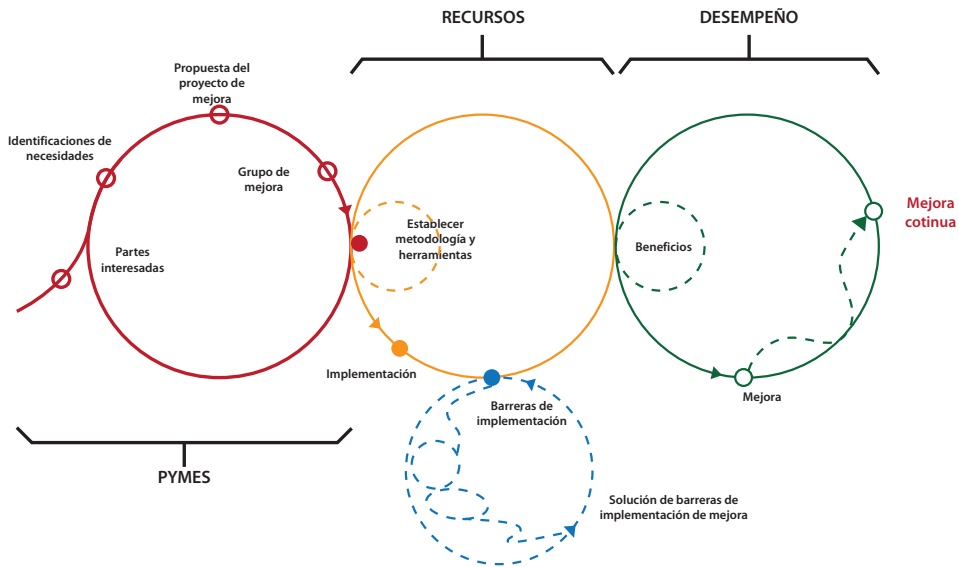 RECURSOS
DESEMPEÑO
Propuesta del
proyecto de
mejora
Identificaciones de
necesidades
Grupo de
mejora
Partes
interesadas
Establecer
metodología y
herramientas
Beneficios
Mejora
cotinua
Implementación
Mejora
Barreras de
implementación
PYMES
Solución de barreras de
implementación de mejora